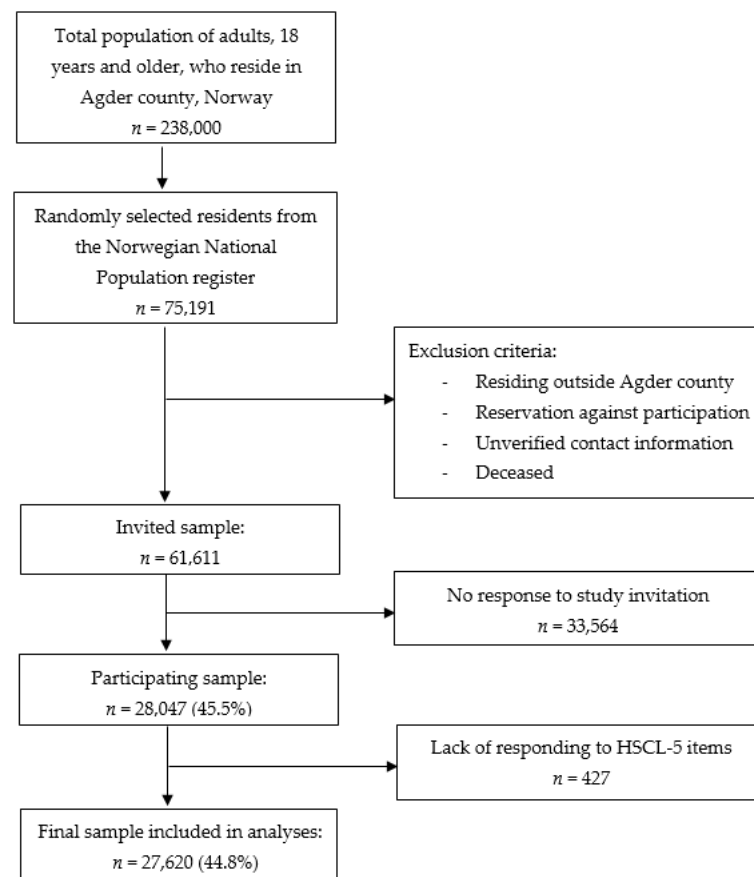 Total population of adults, 18
years and older, who reside in
Agder county, Norway
n = 238,000
Randomly selected residents from
the Norwegian National
Population register
n = 75,191
Exclusion criteria:
- Residing outside Agder county
- Reservation against participation
- Unverified contact information
- Deceased
Invited sample:
n = 61,611
No response to study invitation
n = 33,564
Participating sample:
n = 28,047 (45.5%)
Lack of responding to HSCL-5 items
n = 427
Final sample included in analyses:
n = 27,620 (44.8%)